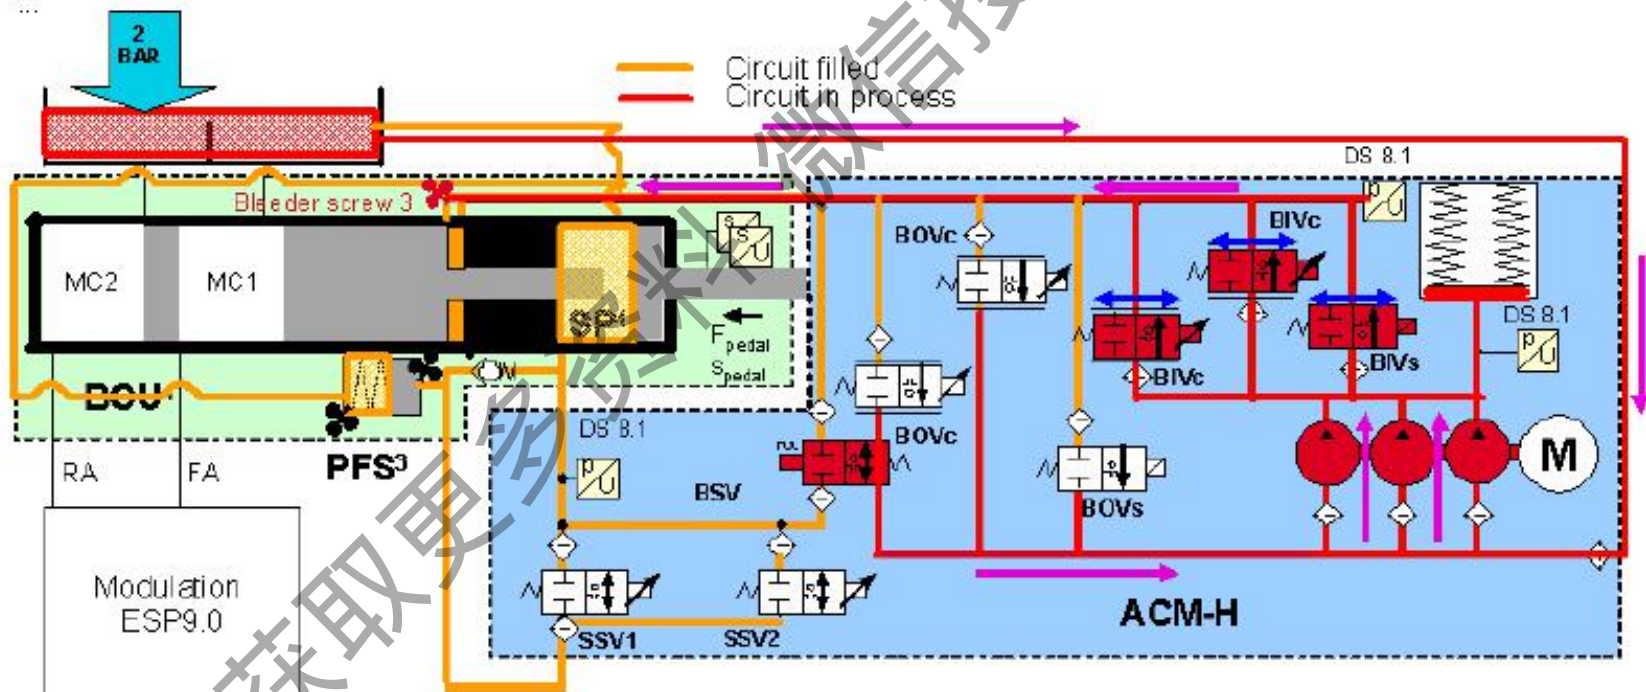 ...
2
BAR
Circuit filled
Circuit in process
DS 8.1
Bleeder screw 3
BOVc
BIVc
MC2
MC1
SP4
F pedal
S pedal
DS 8.1
BIVc
BIVs
BOU
DS 8.1
BOVc
PFS³
RA
FA
BSV
BOVs
M
Modulation
ESP9.0
SSV1
SSV2
ACM-H
获取更多资料 微信搜